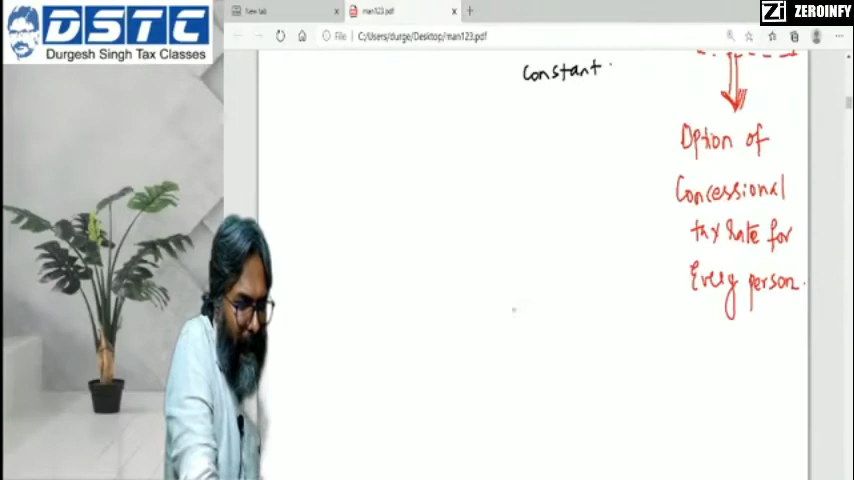 DSTC
Durgesh Singh Tax Classes
New tab
man123.pdf
File
C:/Users/durge/Desktop/man123.pdf
Zi ZEROINFY
Constant.
Option of
Concessional
tax Rate for
Every person.